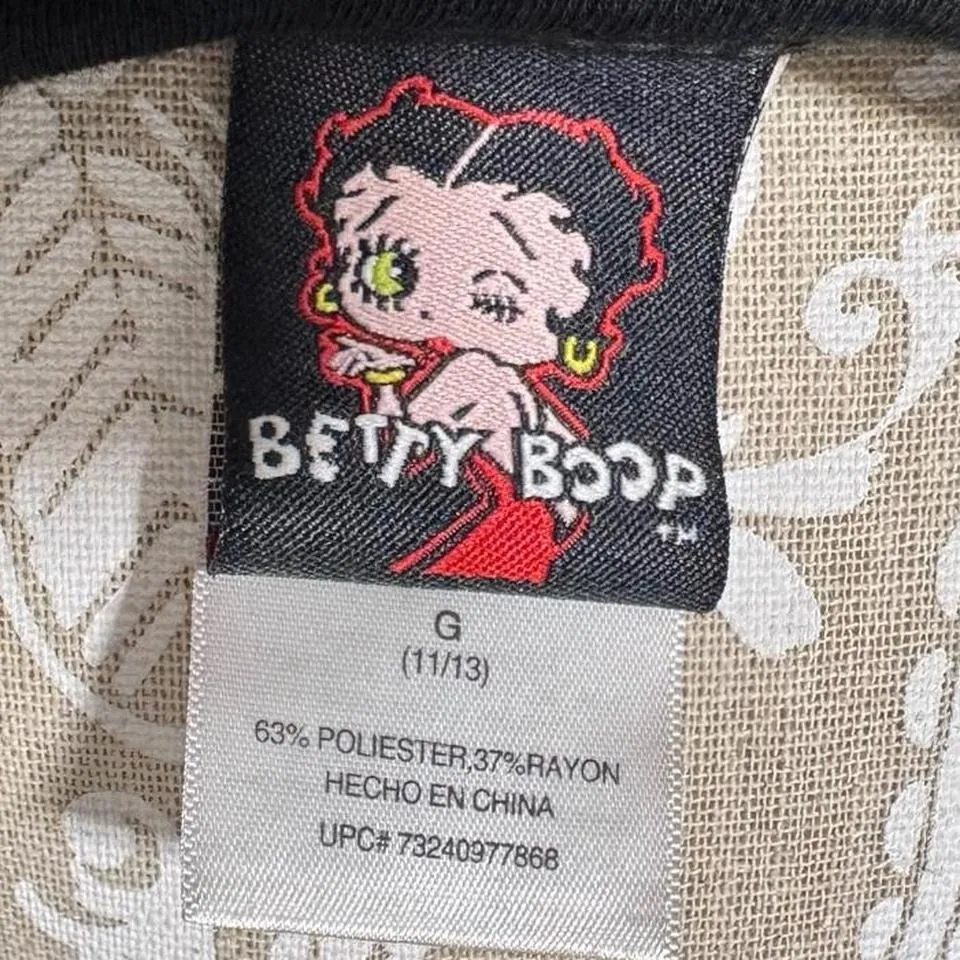 BETTY BOOP
TM
G
(11/13)
63% POLIESTER,37%RAYON
HECHO EN CHINA
UPC# 73240977868